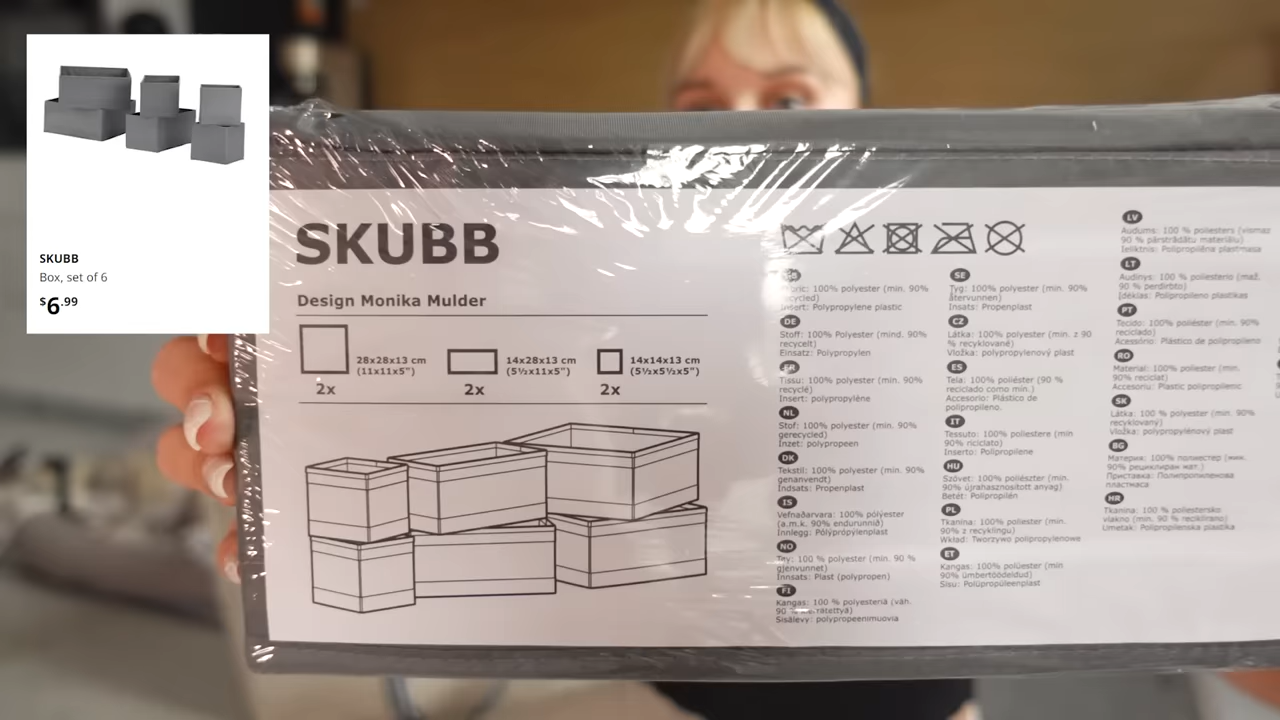 SKUBB
Box, set of 6
$6.99
SKUBB
Design Monika Mulder
28x28x13 cm
(11x11x5")
2x
14x28x13 cm
(5½x11x5")
2x
14x14x13 cm
(5½x5½x5")
2x
100% polyester (min. 90%
Insert: Polypropylene plastic
DE
Stoff: 100% Polyester (mind. 90%
recycelt)
Einsatz: Polypropylen
FR
Tissu: 100% polyester (min. 90%
recyclé)
Insert: polypropylène
NL
Stof: 100% polyester (min. 90%
gerecycled)
Inzet: polypropeen
DK
Tekstil: 100% polyester (min. 90%
genanvendt)
Indsats: Propenplast
IS
Vefnaðarvara: 100% pólýester
(a.m.k. 90% endurunnið)
Innlegg: Pólýprópýlenplast
NO
Tøy: 100 % polyester (min. 90 %
gjenvunnet)
Innsats: Plast (polypropen)
FI
Kangas: 100 % polyesteriä (väh.
90 %
Sisälevy: polypropeenimuovia
SE
Tyg: 100% polyester (min. 90%
återvunnen)
Insats: Propenplast
CZ
Látka: 100% polyester (min. z 90
% recyklované)
Vložka: polypropylenový plast
ES
Tela: 100% poliéster (90 %
reciclado como mín.)
Accesorio: Plástico de
polipropileno.
IT
Tessuto: 100% poliestere (min
90% riciclato)
Inserto: Polipropilene
HU
Szövet: 100% poliészter (min.
90% újrahasznosított anyag)
Betét: Polipropilén
PL
Tkanina: 100% poliester (min.
90% z recyklingu)
Wkład: Tworzywo polipropylenowe
ET
Kangas: 100% polüester (min
90% ümbertöödeldud)
Sisu: Polüpropüleenplast
LV
Audums: 100 % poliesters (vismaz
90 % pārstrādātu materiālu)
Ieliktnis: Polipropilēna plastmasa
LT
Audinys: 100 % poliesterio (maž.
90 % perdirbto)
Įdėklas: Polipropileno plastikas
PT
Tecido: 100% poliéster (min. 90%
reciclado)
Acessório: Plástico de polipropileno
RO
Material: 100% poliester (min.
90% reciclat)
Accesoriu: Plastic polipropilenic
SK
Látka: 100 % polyester (min. 90%
recyklovaný)
Vložka: polypropylénový plast
BG
Материя: 100% полиестер (мин.
90% рециклиран мат.)
Приставка: Полипропиленова
пластмаса
HR
Tkanina: 100 % poliestersko
vlakno (min. 90 % reciklirano)
Umetak: Polipropilenska plastika